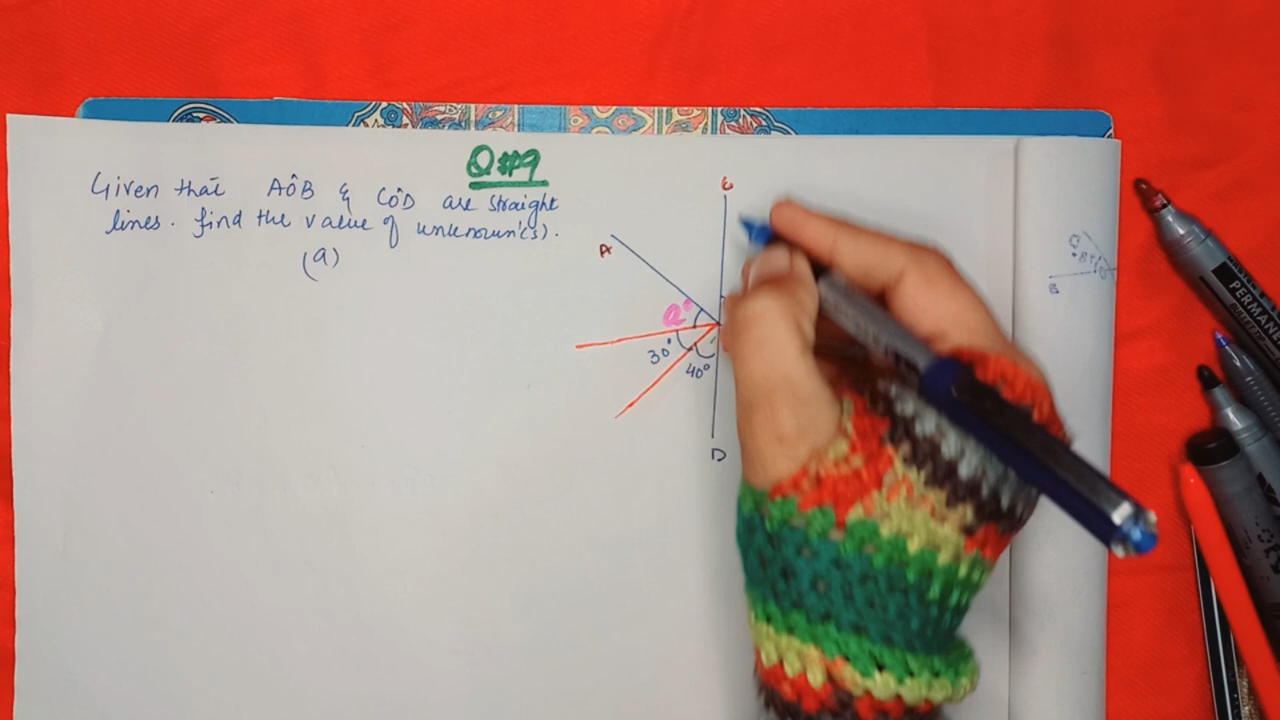 Q#9
Given that AÔB & CÔD are straight
lines. find the value of unknown(s).
(a)
A
a°
30°
40°
D
B
PERMANENT